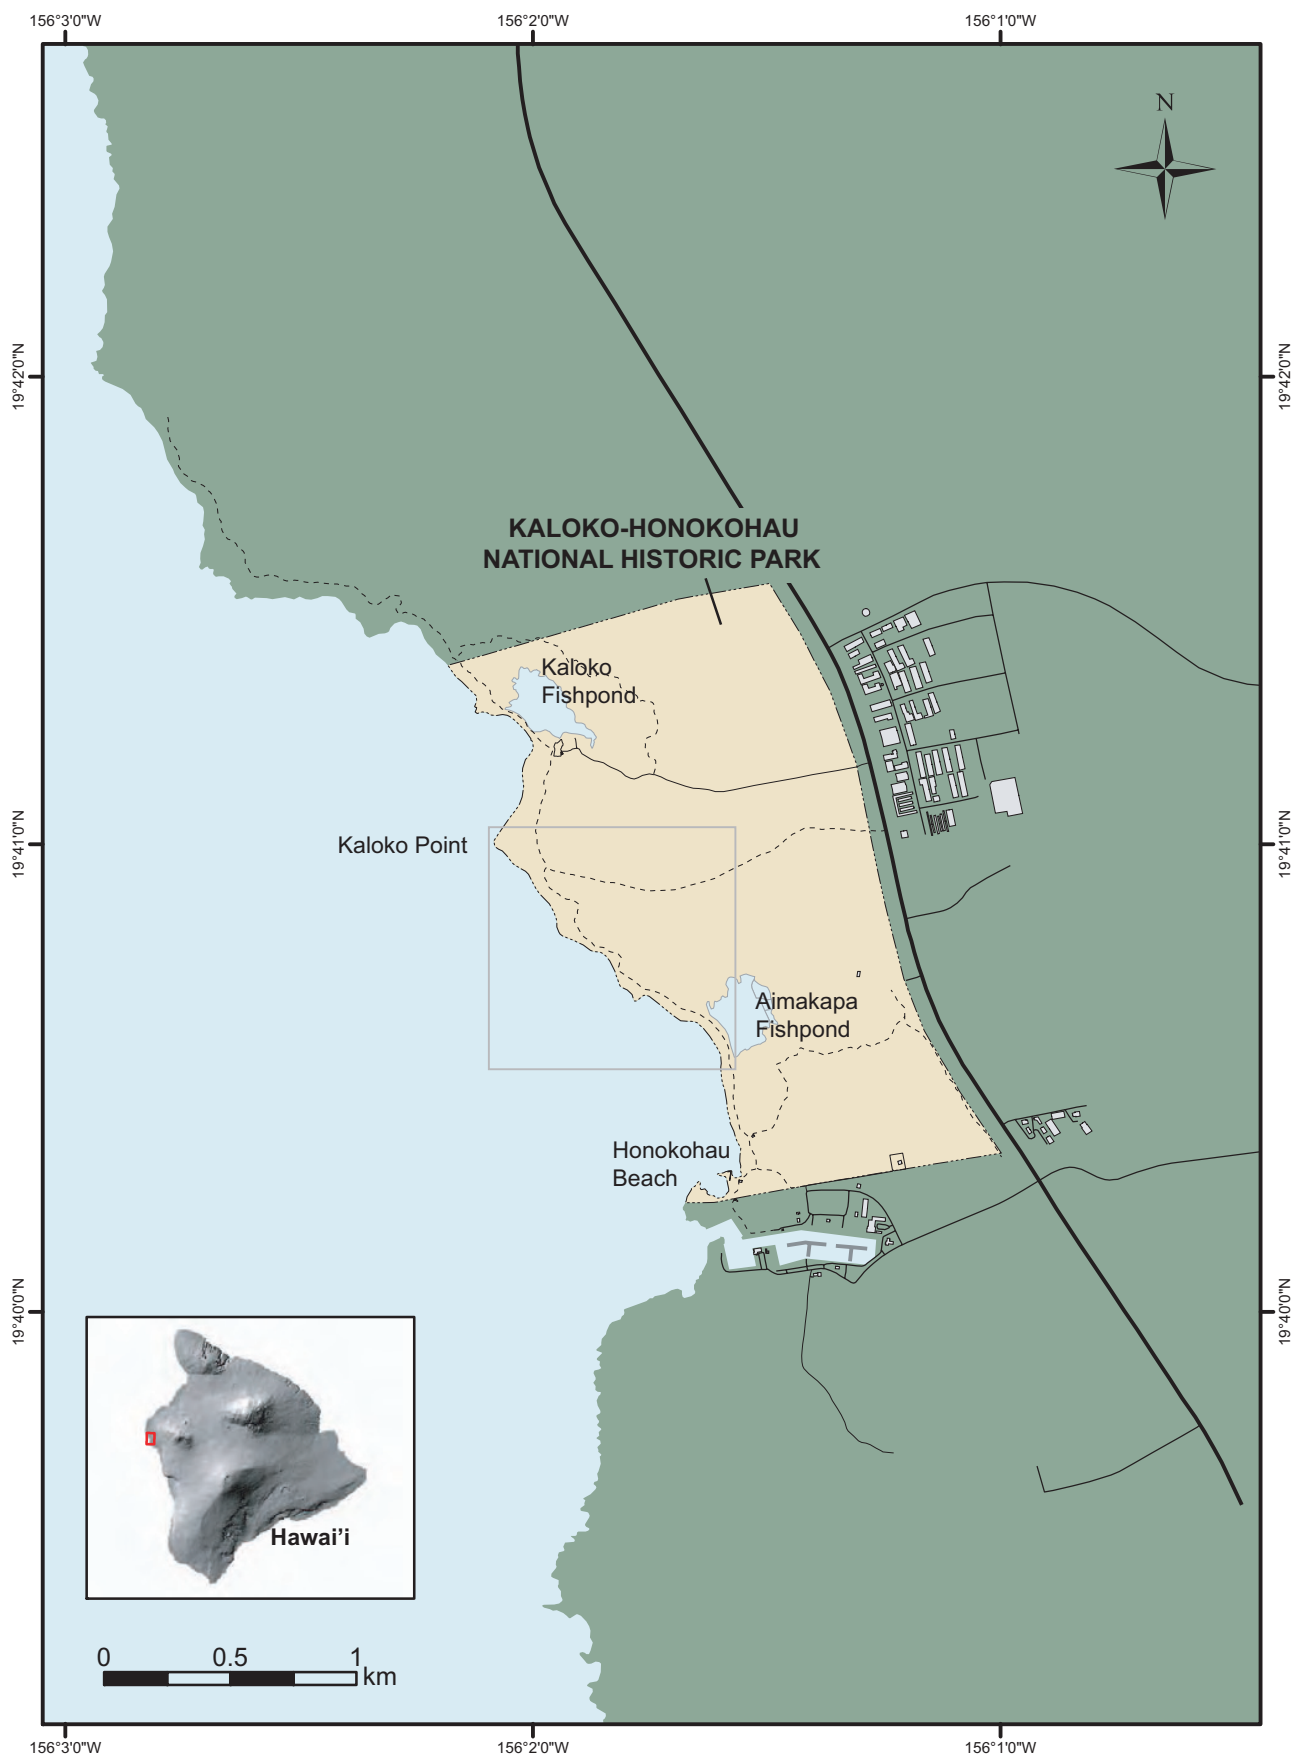 156°3'0"W
156°2'0"W
156°1'0"W
N
19°42'0"N
19°42'0"N
KALOKO-HONOKOHAU
NATIONAL HISTORIC PARK
Kaloko
Fishpond
Kaloko Point
19°41'0"N
19°41'0"N
Aimakapa
Fishpond
Honokohau
Beach
19°40'0"N
19°40'0"N
Hawai’i
0
0.5
1
km
156°3'0"W
156°2'0"W
156°1'0"W